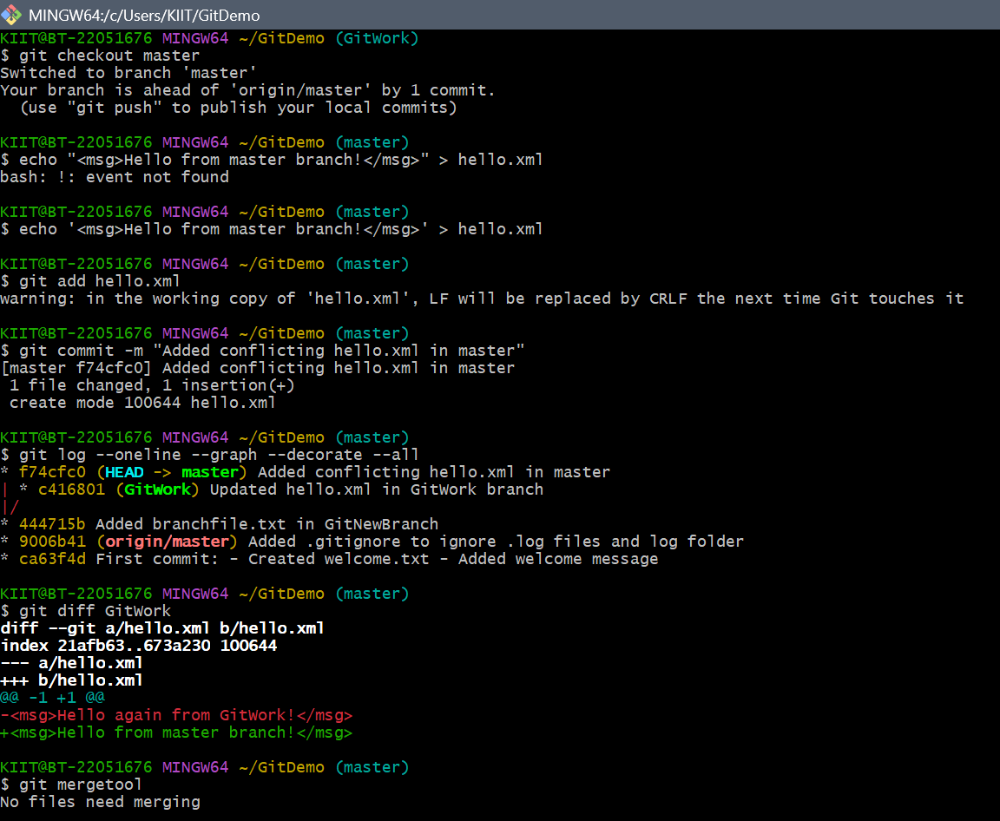 MINGW64:/c/Users/KIIT/GitDemo
KIIT@BT-22051676 MINGW64 ~/GitDemo (GitWork)
$ git checkout master
Switched to branch 'master'
Your branch is ahead of 'origin/master' by 1 commit.
  (use "git push" to publish your local commits)

KIIT@BT-22051676 MINGW64 ~/GitDemo (master)
$ echo "<msg>Hello from master branch!</msg>" > hello.xml
bash: !: event not found

KIIT@BT-22051676 MINGW64 ~/GitDemo (master)
$ echo '<msg>Hello from master branch!</msg>' > hello.xml

KIIT@BT-22051676 MINGW64 ~/GitDemo (master)
$ git add hello.xml
warning: in the working copy of 'hello.xml', LF will be replaced by CRLF the next time Git touches it

KIIT@BT-22051676 MINGW64 ~/GitDemo (master)
$ git commit -m "Added conflicting hello.xml in master"
[master f74cfc0] Added conflicting hello.xml in master
 1 file changed, 1 insertion(+)
 create mode 100644 hello.xml

KIIT@BT-22051676 MINGW64 ~/GitDemo (master)
$ git log --oneline --graph --decorate --all
* f74cfc0 (HEAD -> master) Added conflicting hello.xml in master
| * c416801 (GitWork) Updated hello.xml in GitWork branch
|/
* 444715b Added branchfile.txt in GitNewBranch
* 9006b41 (origin/master) Added .gitignore to ignore .log files and log folder
* ca63f4d First commit: - Created welcome.txt - Added welcome message

KIIT@BT-22051676 MINGW64 ~/GitDemo (master)
$ git diff GitWork
diff --git a/hello.xml b/hello.xml
index 21afb63..673a230 100644
--- a/hello.xml
+++ b/hello.xml
@@ -1 +1 @@
-<msg>Hello again from GitWork!</msg>
+<msg>Hello from master branch!</msg>

KIIT@BT-22051676 MINGW64 ~/GitDemo (master)
$ git mergetool
No files need merging